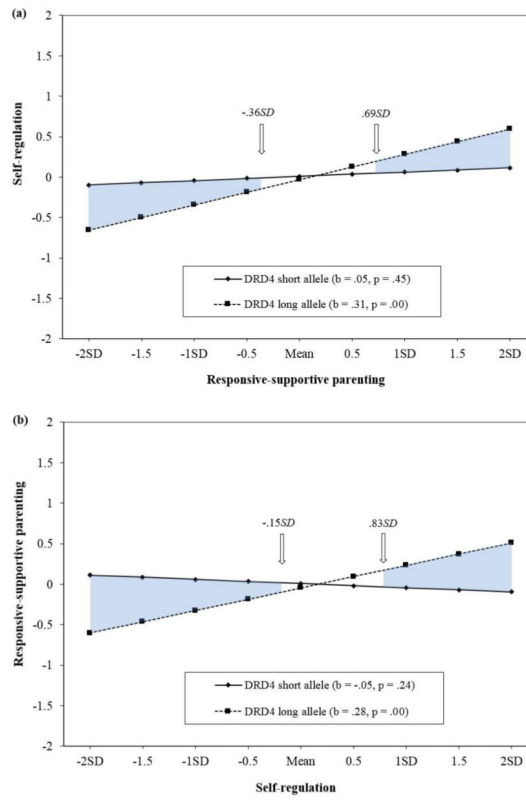 (a)
2
1.5
1
0.5
0
-0.5
-1
-1.5
-2
Self-regulation
-.36SD
.69SD
DRD4 short allele (b = .05, p = .45)
DRD4 long allele (b = .31, p = .00)
-2SD -1.5 -1SD -0.5 Mean 0.5 1SD 1.5 2SD
Responsive-supportive parenting
(b)
2
1.5
1
0.5
0
-0.5
-1
-1.5
-2
Responsive-supportive parenting
-.15SD
.83SD
DRD4 short allele (b = -.05, p = .24)
DRD4 long allele (b = .28, p = .00)
-2SD -1.5 -1SD -0.5 Mean 0.5 1SD 1.5 2SD
Self-regulation